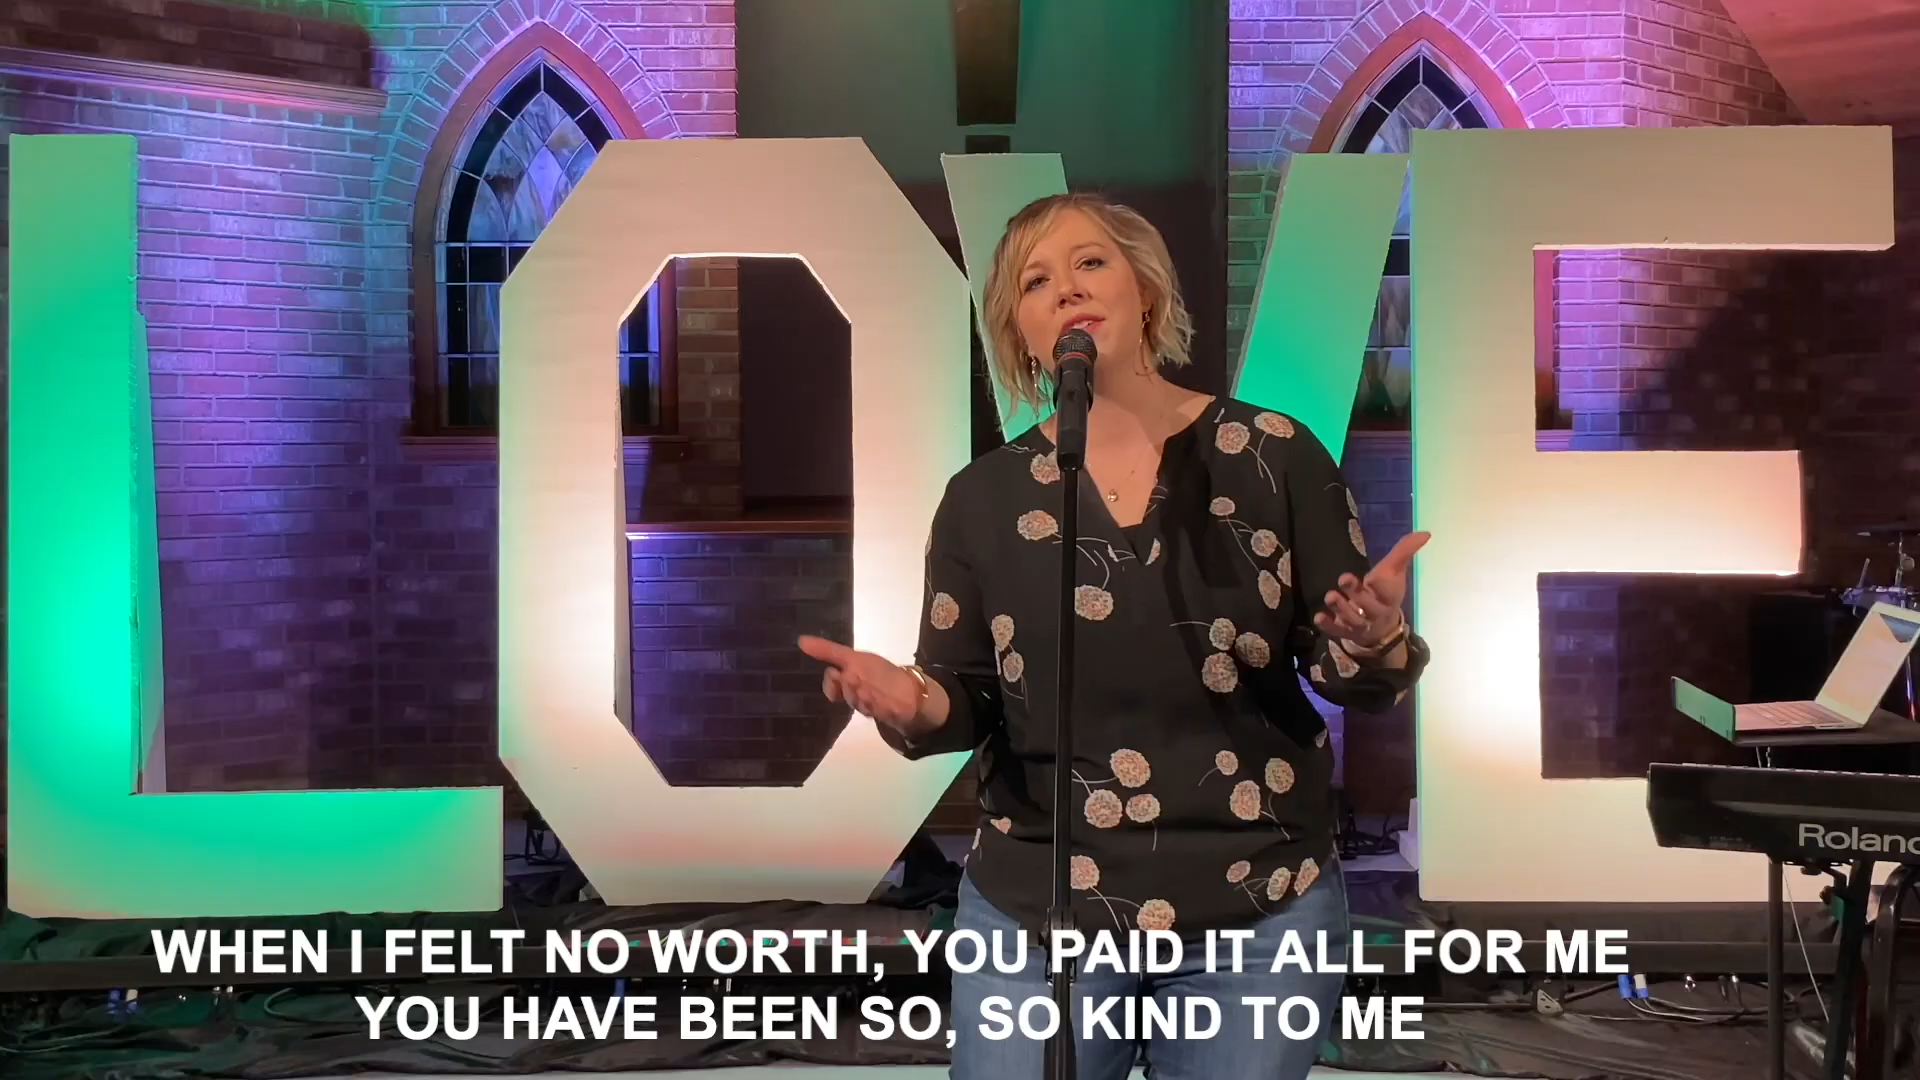 LOVE
Roland
WHEN I FELT NO WORTH, YOU PAID IT ALL FOR ME
YOU HAVE BEEN SO, SO KIND TO ME